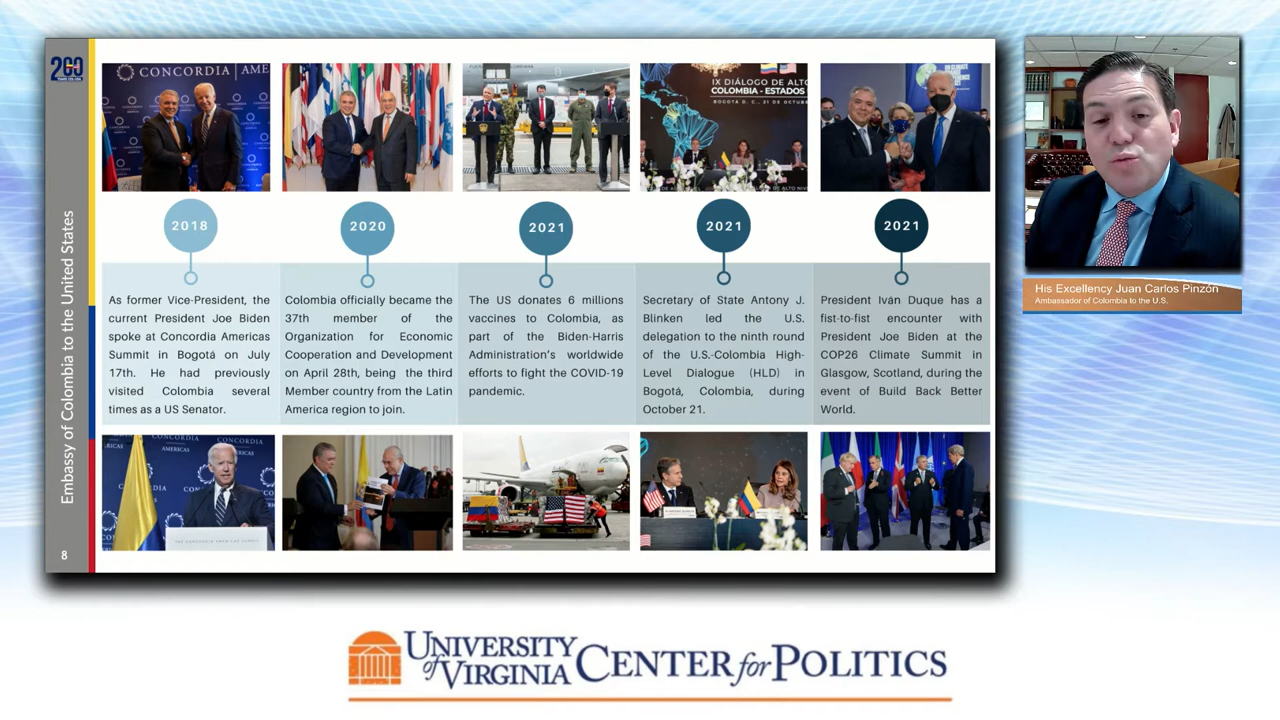 200
Embassy of Colombia to the United States
8
CONCORDIA | AMER
IX DIÁLOGO DE ALTO
COLOMBIA - ESTADOS
2018
2020
2021
2021
2021
As former Vice-President, the
current President Joe Biden
spoke at Concordia Americas
Summit in Bogotá on July
17th. He had previously
visited Colombia several
times as a US Senator.
Colombia officially became the
37th member of the
Organization for Economic
Cooperation and Development
on April 28th, being the third
Member country from the Latin
America region to join.
The US donates 6 millions
vaccines to Colombia, as
part of the Biden-Harris
Administration's worldwide
efforts to fight the COVID-19
pandemic.
Secretary of State Antony J.
Blinken led the U.S.
delegation to the ninth round
of the U.S.-Colombia High-
Level Dialogue (HLD) in
Bogotá, Colombia, during
October 21.
President Iván Duque has a
fist-to-fist encounter with
President Joe Biden at the
COP26 Climate Summit in
Glasgow, Scotland, during the
event of Build Back Better
World.
His Excellency Juan Carlos Pinzón
Ambassador of Colombia to the U.S.
UNIVERSITY
of VIRGINIA
CENTER for POLITICS